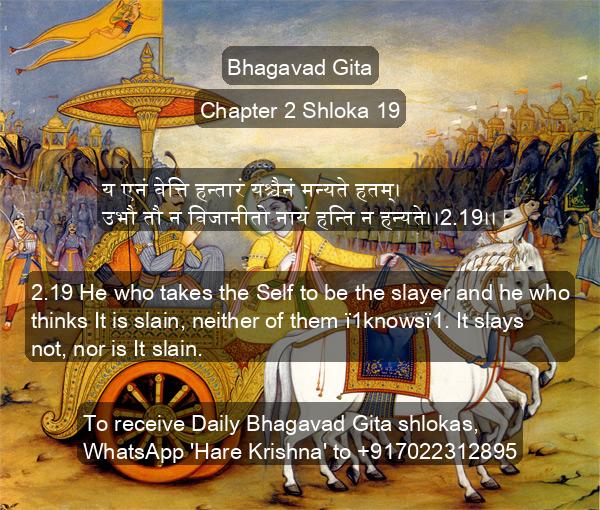 Bhagavad Gita
Chapter 2 Shloka 19
य एनं वेत्ति हन्तारं यश्चैनं मन्यते हतम्।
उभौ तौ न विजानीतो नायं हन्ति न हन्यते।।2.19।।
2.19 He who takes the Self to be the slayer and he who
thinks It is slain, neither of them ï1knowsï1. It slays
not, nor is It slain.
To receive Daily Bhagavad Gita shlokas,
WhatsApp 'Hare Krishna' to +917022312895